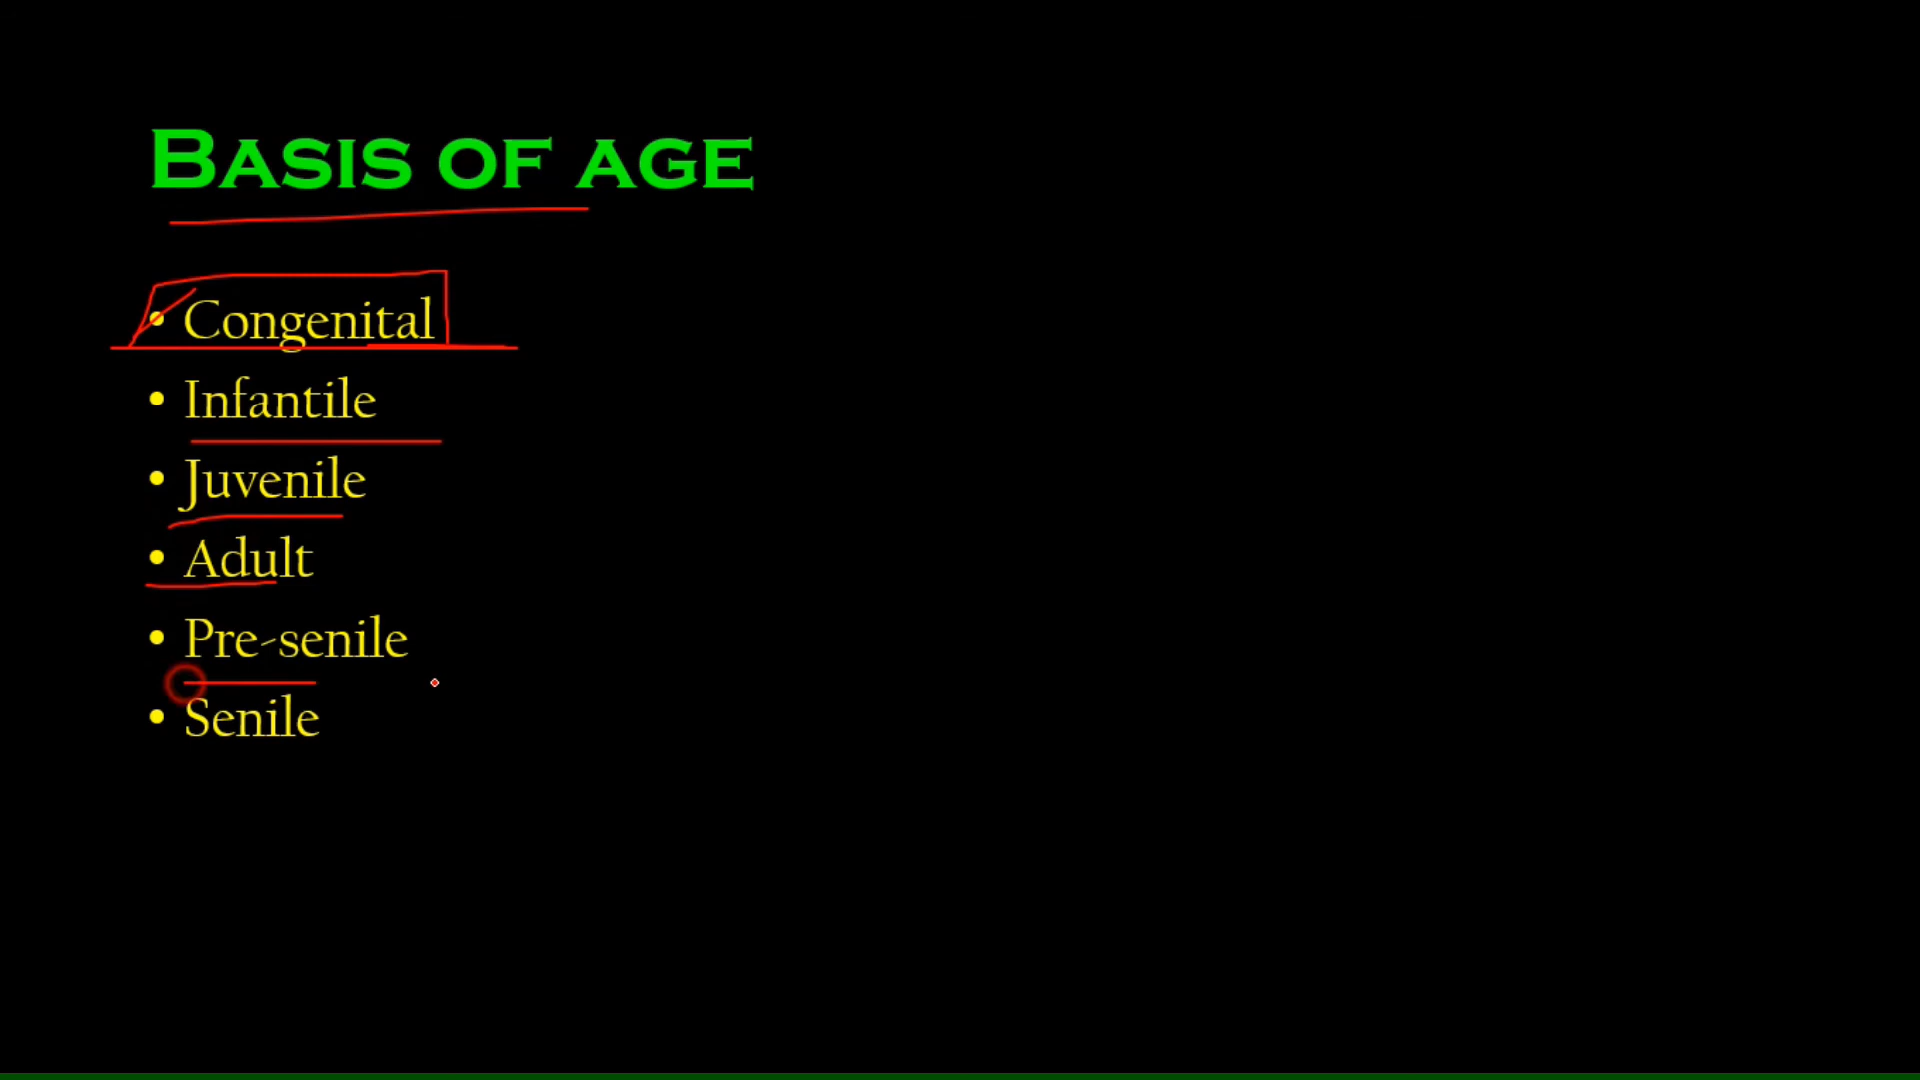 Basis of age
• Congenital
• Infantile
• Juvenile
• Adult
• Pre-senile
• Senile